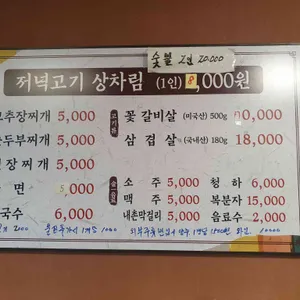 숯불 2인 20,000
저녁고기 상차림 (1인) 8,000원
추장찌개 5,000
두부찌개 5,000
장찌개 5,000
면 5,000
국수 6,000
고기류
꽃갈비살 (미국산) 500g 0,000
삼겹살 (국내산) 180g 18,000
소주 5,000 청하 6,000
맥주 5,000 복분자 15,000
내촌막걸리 5,000 음료수 2,000